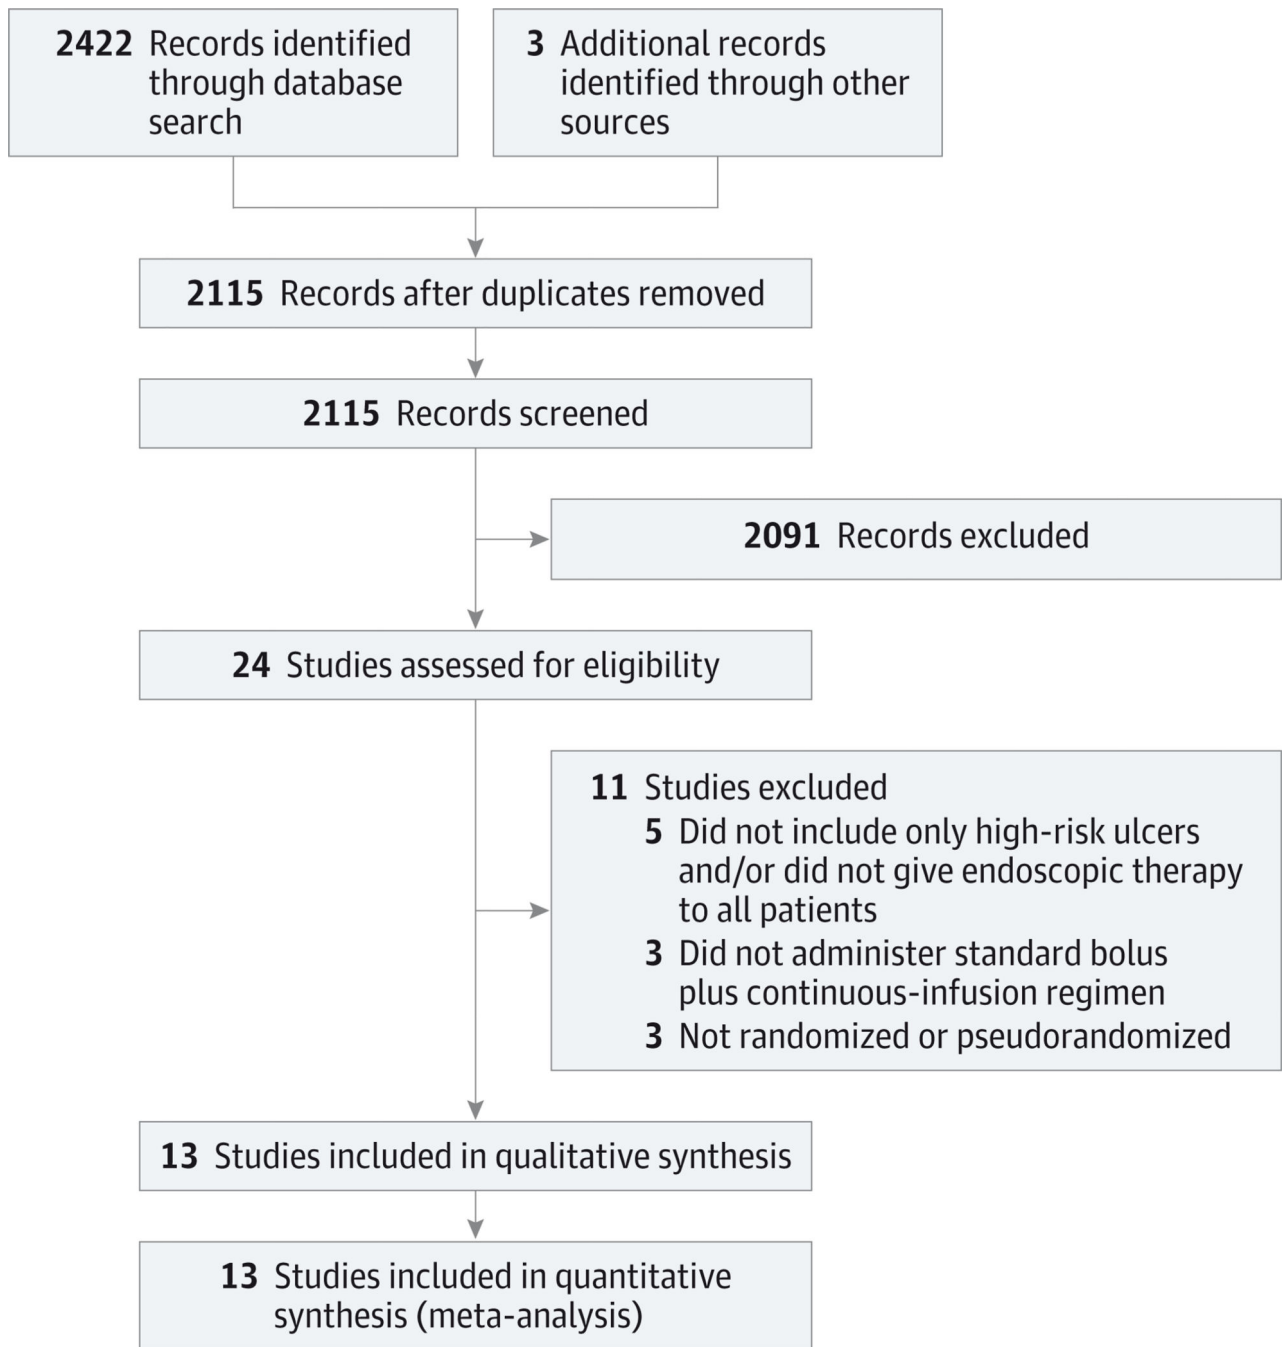 2422 Records identified
through database
search
3 Additional records
identified through other
sources
2115 Records after duplicates removed
2115 Records screened
2091 Records excluded
24 Studies assessed for eligibility
11 Studies excluded
5 Did not include only high-risk ulcers
and/or did not give endoscopic therapy
to all patients
3 Did not administer standard bolus
plus continuous-infusion regimen
3 Not randomized or pseudorandomized
13 Studies included in qualitative synthesis
13 Studies included in quantitative
synthesis (meta-analysis)